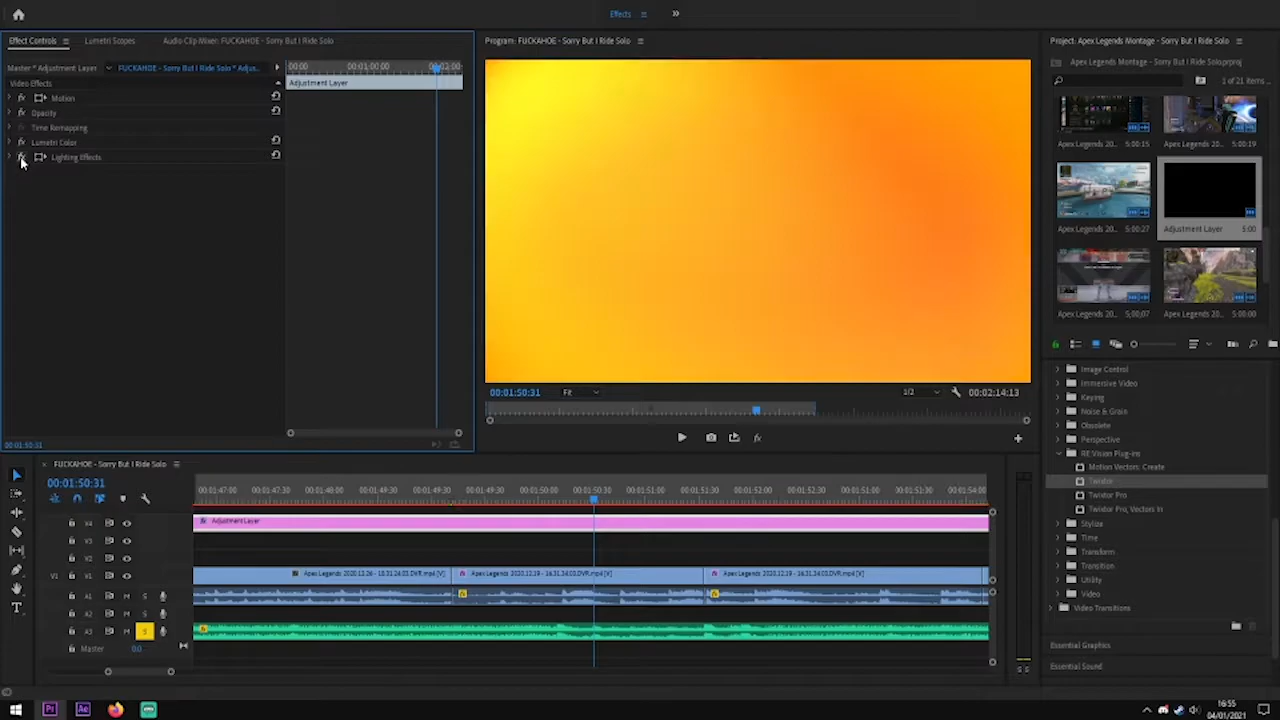 Effects
Effect Controls
Lumetri Scopes
Audio Clip Mixer: FUCKAHOE - Sorry But I Ride Solo
Program: FUCKAHOE - Sorry But I Ride Solo
Project: Apex Legends Montage - Sorry But I Ride Solo
Master * Adjustment Layer
FUCKAHOE - Sorry But I Ride Solo * Adjus...
00:00
00:01:00:00
00:02:00:
Apex Legends Montage - Sorry But I Ride Solo.prproj
Video Effects
Adjustment Layer
1 of 21 items ...
Motion
Opacity
Time Remapping
Lumetri Color
Lighting Effects
Apex Legends 20...
5:00:15
Apex Legends 20...
5:00:19
Apex Legends 20...
5:00:27
Adjustment Layer
5:00
Apex Legends 20...
5;00;07
Apex Legends 20...
5:00:00
00:01:50:31
Fit
1/2
00:02:14:13
00:01:50:31
Image Control
Immersive Video
Keying
Noise & Grain
Obsolete
Perspective
RE:Vision Plug-ins
Motion Vectors: Create
Twixtor
Twixtor Pro
Twixtor Pro, Vectors In
Stylize
Time
Transform
Transition
Utility
Video
Video Transitions
Essential Graphics
Essential Sound
FUCKAHOE - Sorry But I Ride Solo
00:01:50:31
00:01:47:00
00:01:47:30
00:01:48:00
00:01:48:30
00:01:49:00
00:01:49:30
00:01:50:00
00:01:50:30
00:01:51:00
00:01:51:30
00:01:52:00
00:01:52:30
00:01:53:00
00:01:53:30
00:01:54:00
V4
Adjustment Layer
V3
V2
V1
V1
Apex Legends 2020.12.26 - 16.31.24.03.DVR.mp4 [V]
Apex Legends 2020.12.19 - 16.31.34.03.DVR.mp4 [V]
Apex Legends 2020.12.19 - 16.31.34.03.DVR.mp4 [V]
A1
M
S
A2
M
S
A3
M
S
Master
0.0
S S
Pr
Ae
16:55
04/01/2021